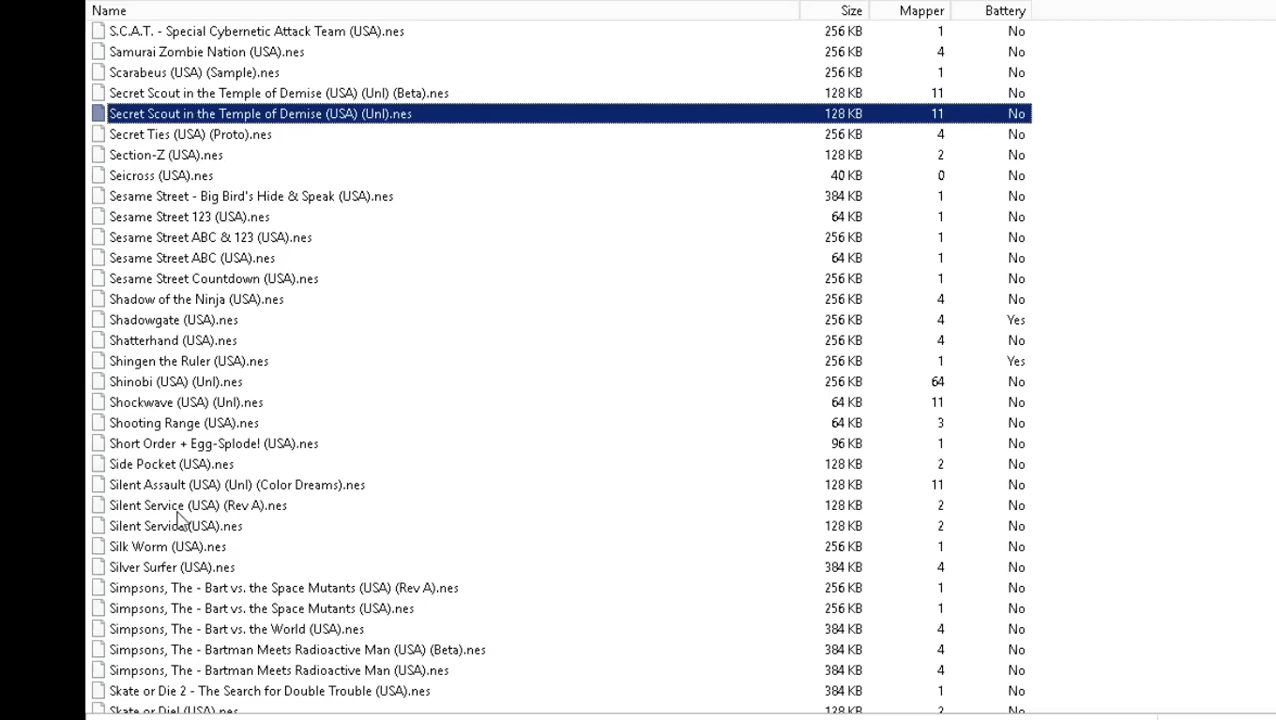 Name Size Mapper Battery
S.C.A.T. - Special Cybernetic Attack Team (USA).nes 256 KB 1 No
Samurai Zombie Nation (USA).nes 256 KB 4 No
Scarabeus (USA) (Sample).nes 256 KB 1 No
Secret Scout in the Temple of Demise (USA) (Unl) (Beta).nes 128 KB 11 No
Secret Scout in the Temple of Demise (USA) (Unl).nes 128 KB 11 No
Secret Ties (USA) (Proto).nes 256 KB 4 No
Section-Z (USA).nes 128 KB 2 No
Seicross (USA).nes 40 KB 0 No
Sesame Street - Big Bird's Hide & Speak (USA).nes 384 KB 1 No
Sesame Street 123 (USA).nes 64 KB 1 No
Sesame Street ABC & 123 (USA).nes 256 KB 1 No
Sesame Street ABC (USA).nes 64 KB 1 No
Sesame Street Countdown (USA).nes 256 KB 1 No
Shadow of the Ninja (USA).nes 256 KB 4 No
Shadowgate (USA).nes 256 KB 4 Yes
Shatterhand (USA).nes 256 KB 4 No
Shingen the Ruler (USA).nes 256 KB 1 Yes
Shinobi (USA) (Unl).nes 256 KB 64 No
Shockwave (USA) (Unl).nes 64 KB 11 No
Shooting Range (USA).nes 64 KB 3 No
Short Order + Egg-Splode! (USA).nes 96 KB 1 No
Side Pocket (USA).nes 128 KB 2 No
Silent Assault (USA) (Unl) (Color Dreams).nes 128 KB 11 No
Silent Service (USA) (Rev A).nes 128 KB 2 No
Silent Service (USA).nes 128 KB 2 No
Silk Worm (USA).nes 256 KB 1 No
Silver Surfer (USA).nes 384 KB 4 No
Simpsons, The - Bart vs. the Space Mutants (USA) (Rev A).nes 256 KB 1 No
Simpsons, The - Bart vs. the Space Mutants (USA).nes 256 KB 1 No
Simpsons, The - Bart vs. the World (USA).nes 384 KB 4 No
Simpsons, The - Bartman Meets Radioactive Man (USA) (Beta).nes 384 KB 4 No
Simpsons, The - Bartman Meets Radioactive Man (USA).nes 384 KB 4 No
Skate or Die 2 - The Search for Double Trouble (USA).nes 384 KB 1 No
Skate or Die! (USA).nes 128 KB 2 No